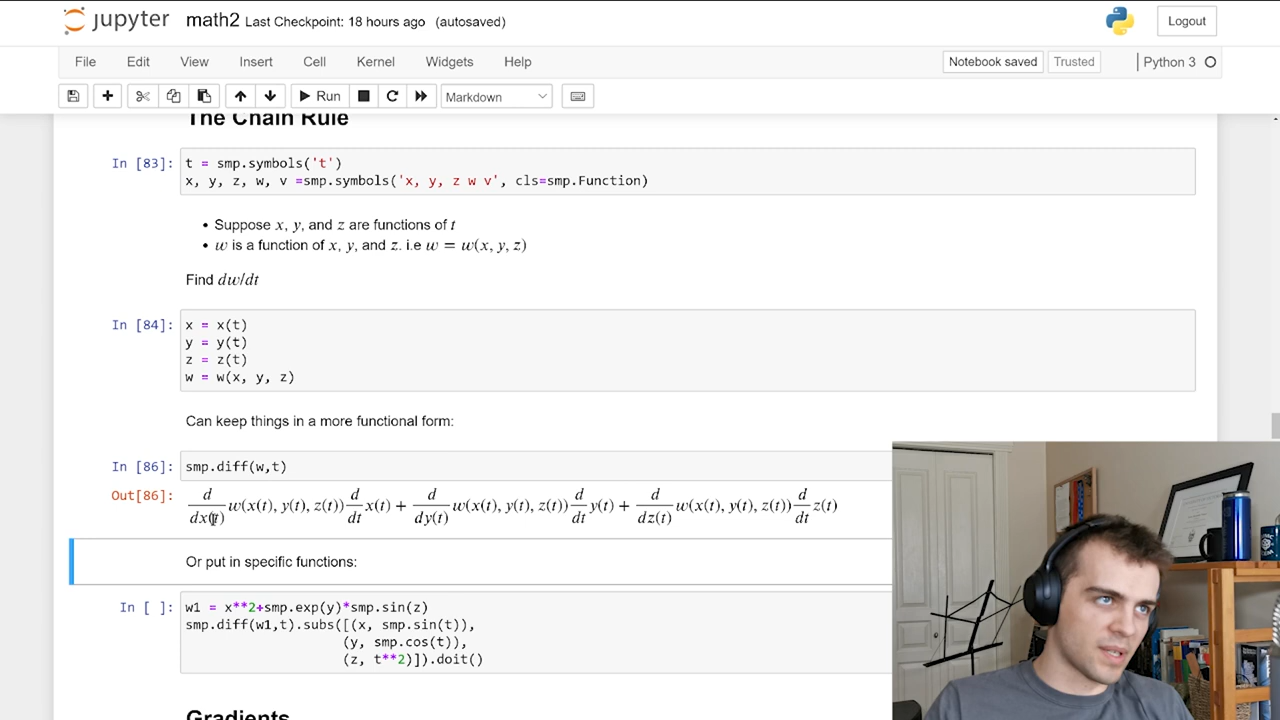 jupyter math2 Last Checkpoint: 18 hours ago (autosaved) Logout
File Edit View Insert Cell Kernel Widgets Help Notebook saved Trusted Python 3
Run Markdown
The Chain Rule
In [83]: t = smp.symbols('t')
x, y, z, w, v =smp.symbols('x, y, z w v', cls=smp.Function)
• Suppose x, y, and z are functions of t
• w is a function of x, y, and z. i.e w = w(x, y, z)
Find dw/dt
In [84]: x = x(t)
y = y(t)
z = z(t)
w = w(x, y, z)
Can keep things in a more functional form:
In [86]: smp.diff(w,t)
Out[86]: d/dx(t) w(x(t), y(t), z(t)) d/dt x(t) + d/dy(t) w(x(t), y(t), z(t)) d/dt y(t) + d/dz(t) w(x(t), y(t), z(t)) d/dt z(t)
Or put in specific functions:
In [ ]: w1 = x**2+smp.exp(y)*smp.sin(z)
smp.diff(w1,t).subs([(x, smp.sin(t)),
(y, smp.cos(t)),
(z, t**2)]).doit()
Gradients